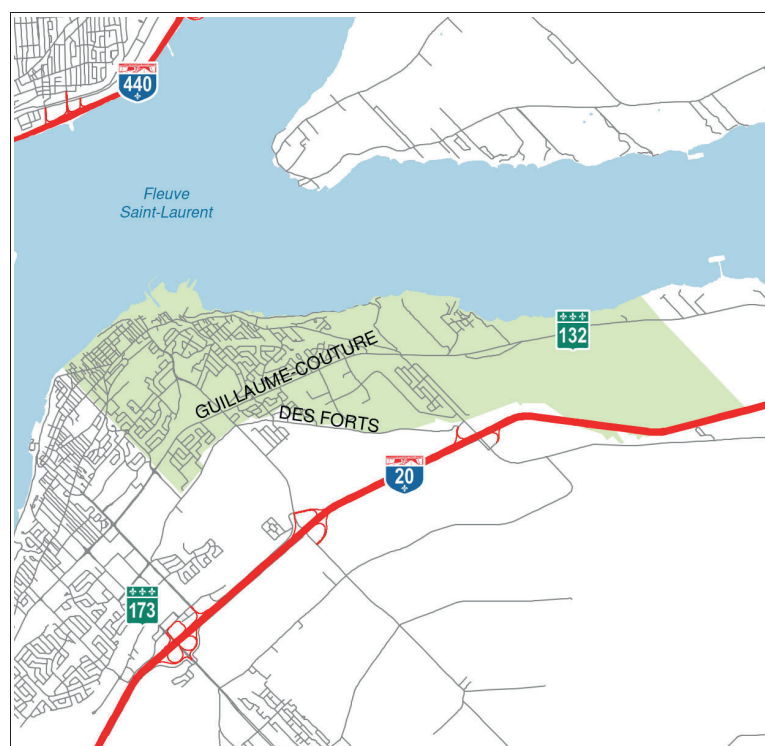 440
Fleuve
Saint-Laurent
132
GUILLAUME-COUTURE
DES FORTS
20
173